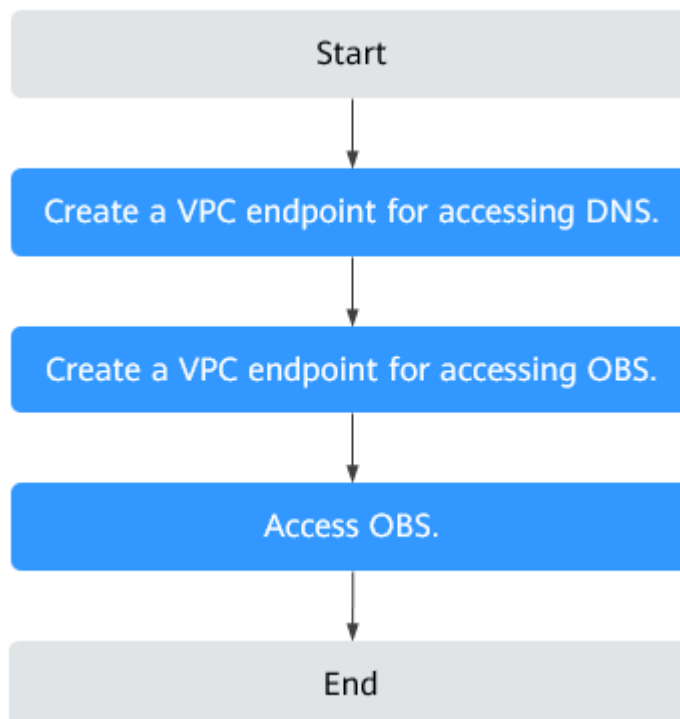 Start
Create a VPC endpoint for accessing DNS.
Create a VPC endpoint for accessing OBS.
Access OBS.
End